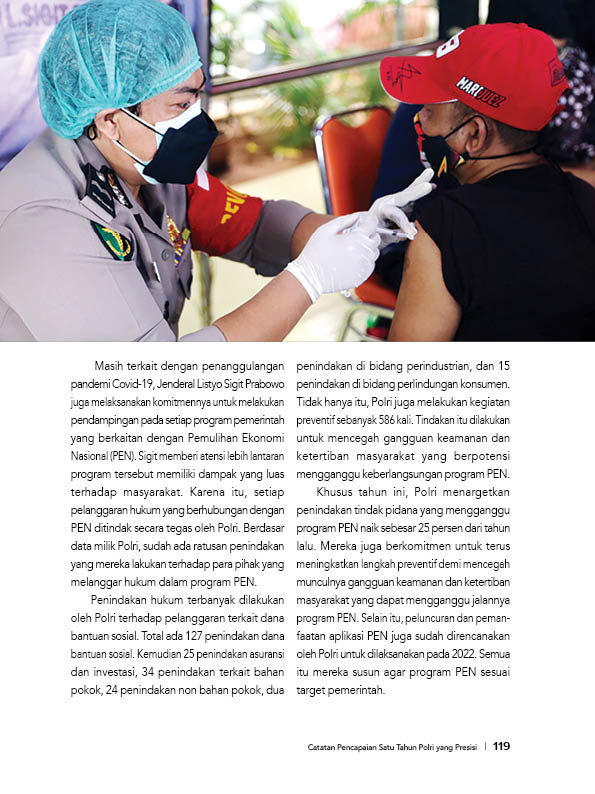 L.SIGIT
MARQUEZ
Masih terkait dengan penanggulangan
pandemi Covid-19, Jenderal Listyo Sigit Prabowo
juga melaksanakan komitmennya untuk melakukan
pendampingan pada setiap program pemerintah
yang berkaitan dengan Pemulihan Ekonomi
Nasional (PEN). Sigit memberi atensi lebih lantaran
program tersebut memiliki dampak yang luas
terhadap masyarakat. Karena itu, setiap
pelanggaran hukum yang berhubungan dengan
PEN ditindak secara tegas oleh Polri. Berdasar
data milik Polri, sudah ada ratusan penindakan
yang mereka lakukan terhadap para pihak yang
melanggar hukum dalam program PEN.
Penindakan hukum terbanyak dilakukan
oleh Polri terhadap pelanggaran terkait dana
bantuan sosial. Total ada 127 penindakan dana
bantuan sosial. Kemudian 25 penindakan asuransi
dan investasi, 34 penindakan terkait bahan
pokok, 24 penindakan non bahan pokok, dua
penindakan di bidang perindustrian, dan 15
penindakan di bidang perlindungan konsumen.
Tidak hanya itu, Polri juga melakukan kegiatan
preventif sebanyak 586 kali. Tindakan itu dilakukan
untuk mencegah gangguan keamanan dan
ketertiban masyarakat yang berpotensi
mengganggu keberlangsungan program PEN.
Khusus tahun ini, Polri menargetkan
penindakan tindak pidana yang mengganggu
program PEN naik sebesar 25 persen dari tahun
lalu. Mereka juga berkomitmen untuk terus
meningkatkan langkah preventif demi mencegah
munculnya gangguan keamanan dan ketertiban
masyarakat yang dapat mengganggu jalannya
program PEN. Selain itu, peluncuran dan peman-
faatan aplikasi PEN juga sudah direncanakan
oleh Polri untuk dilaksanakan pada 2022. Semua
itu mereka susun agar program PEN sesuai
target pemerintah.
Catatan Pencapaian Satu Tahun Polri yang Presisi | 119